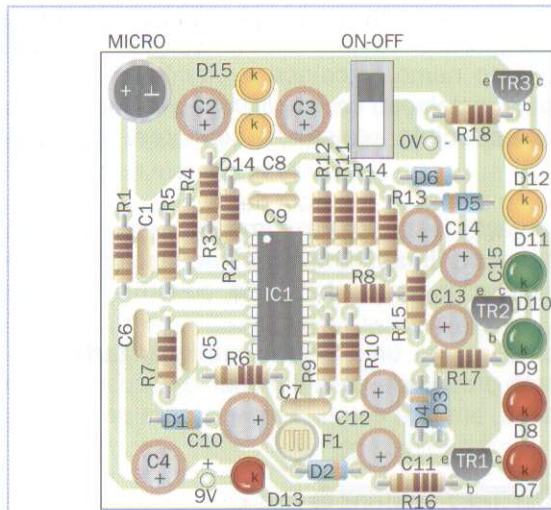 MICRO
ON-OFF
D15
k
+
⊥
C2
+
C3
+
k
TR3
e
c
b
0V
-
R18
D14
C8
C9
R12
R11
R14
D6
D12
k
R1
C1
R5
R4
R3
R2
R13
D5
C14
+
D11
k
IC1
R8
R15
C13
+
C15
D10
k
TR2
e
c
b
C6
R7
C5
R6
R9
R10
+
R17
D9
k
D1
C10
+
C7
C12
+
D4
D3
D8
k
C4
+
+
9V
k
D13
F1
D2
C11
+
R16
TR1
e
c
b
D7
k